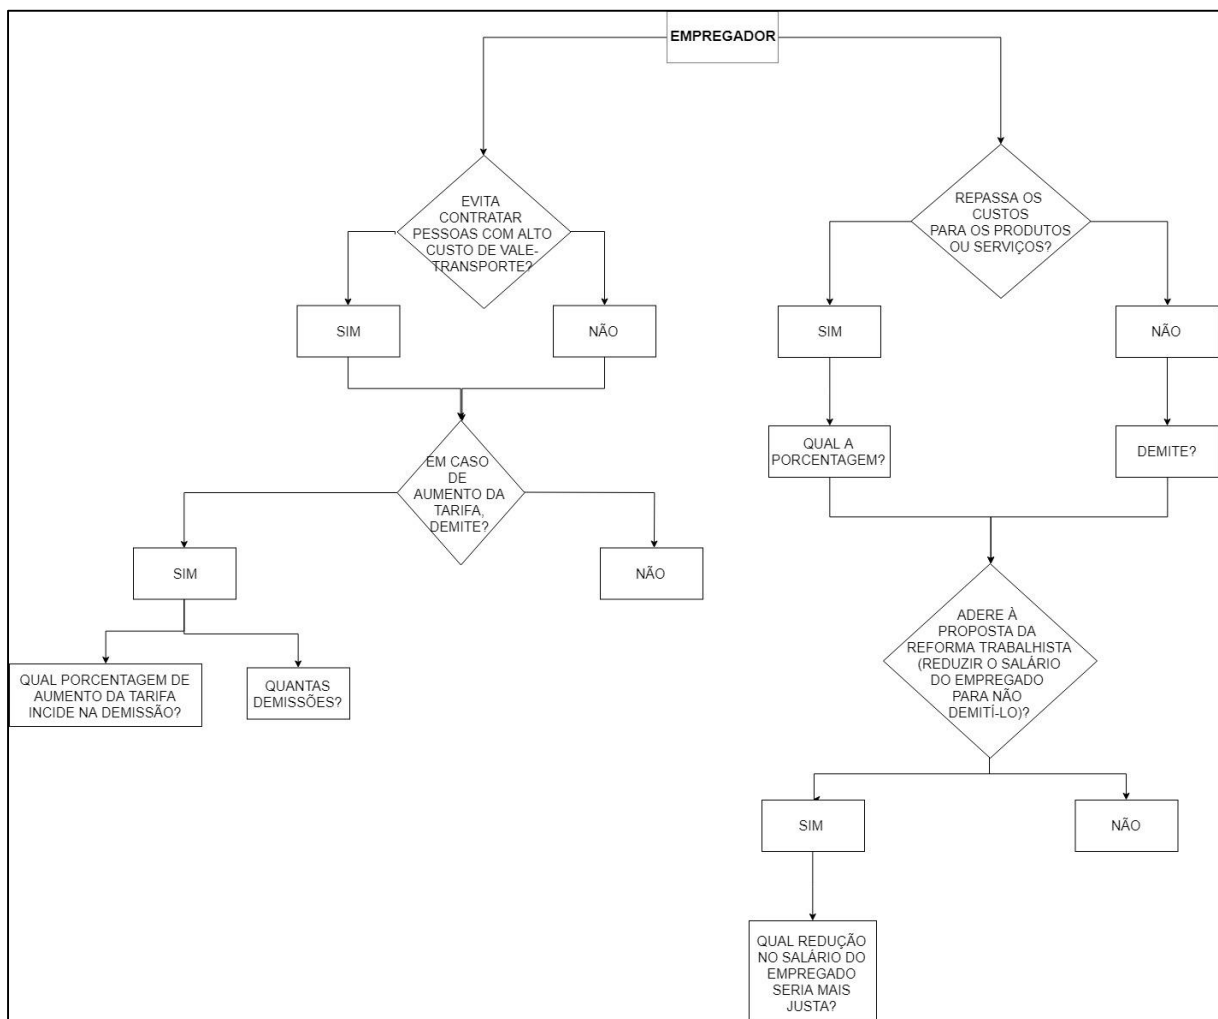 EMPREGADOR
EVITA
CONTRATAR
PESSOAS COM ALTO
CUSTO DE VALE-
TRANSPORTE?
REPASSA OS
CUSTOS
PARA OS PRODUTOS
OU SERVIÇOS?
SIM
NÃO
SIM
NÃO
EM CASO
DE
AUMENTO DA
TARIFA,
DEMITE?
QUAL A
PORCENTAGEM?
DEMITE?
SIM
NÃO
ADERE À
PROPOSTA DA
REFORMA TRABALHISTA
(REDUZIR O SALÁRIO
DO EMPREGADO
PARA NÃO
DEMITÍ-LO)?
QUAL PORCENTAGEM DE
AUMENTO DA TARIFA
INCIDE NA DEMISSÃO?
QUANTAS
DEMISSÕES?
SIM
NÃO
QUAL REDUÇÃO
NO SALÁRIO DO
EMPREGADO
SERIA MAIS
JUSTA?